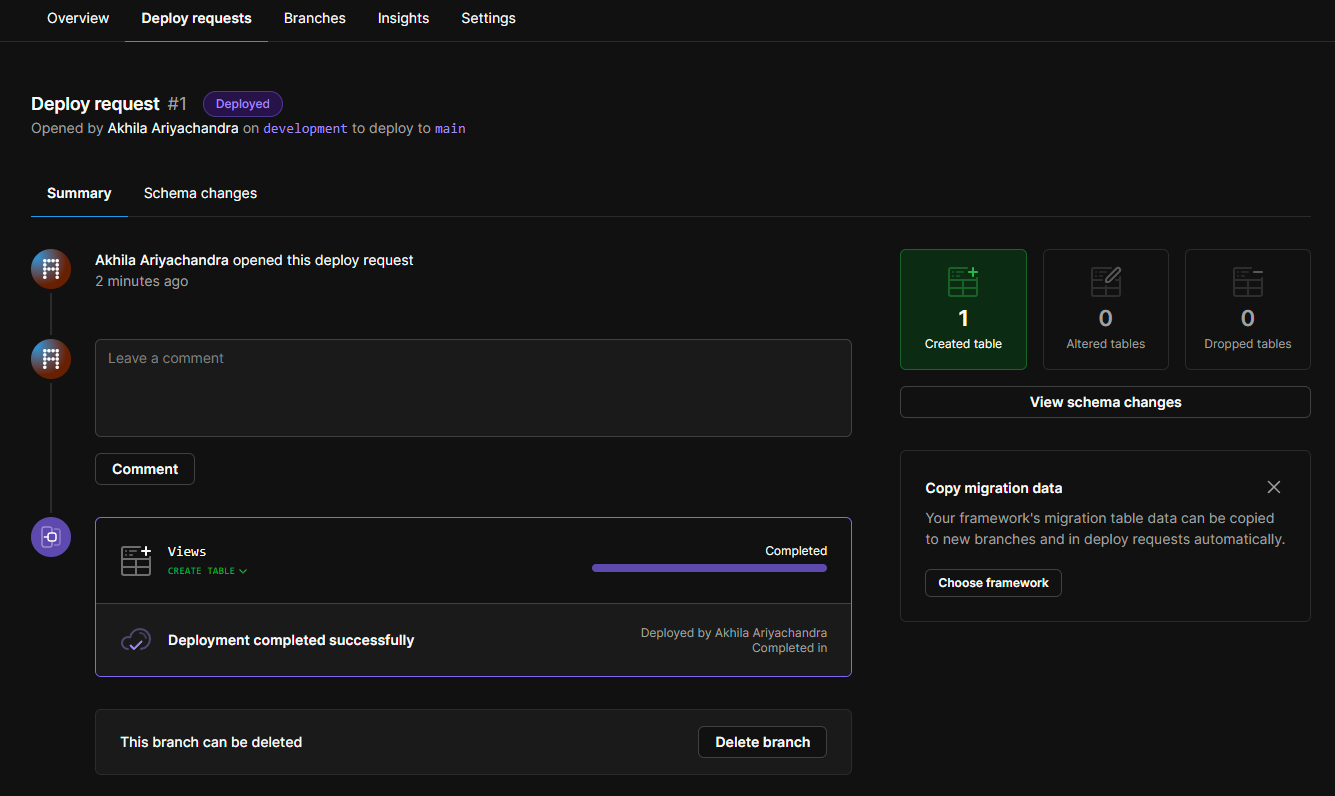 Overview Deploy requests Branches Insights Settings
Deploy request #1 Deployed
Opened by Akhila Ariyachandra on development to deploy to main
Summary Schema changes
Akhila Ariyachandra opened this deploy request
2 minutes ago
Leave a comment
Comment
Views
CREATE TABLE
Completed
Deployment completed successfully
Deployed by Akhila Ariyachandra
Completed in
This branch can be deleted
Delete branch
1
Created table
0
Altered tables
0
Dropped tables
View schema changes
Copy migration data
Your framework's migration table data can be copied
to new branches and in deploy requests automatically.
Choose framework